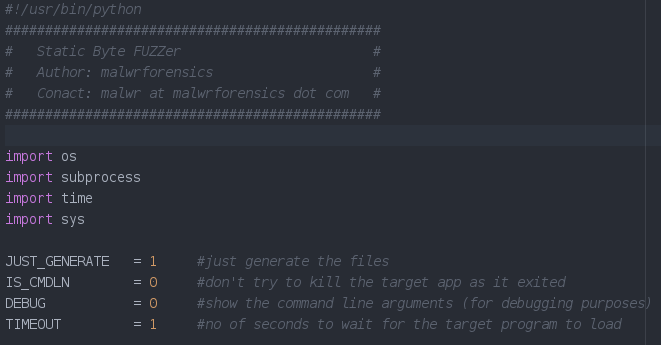 #!/usr/bin/python
###############################################
#   Static Byte FUZZer                        #
#   Author: malwrforensics                    #
#   Conact: malwr at malwrforensics dot com   #
###############################################
import os
import subprocess
import time
import sys
JUST_GENERATE   = 1     #just generate the files
IS_CMDLN        = 0     #don't try to kill the target app as it exited
DEBUG           = 0     #show the command line arguments (for debugging purposes)
TIMEOUT         = 1     #no of seconds to wait for the target program to load